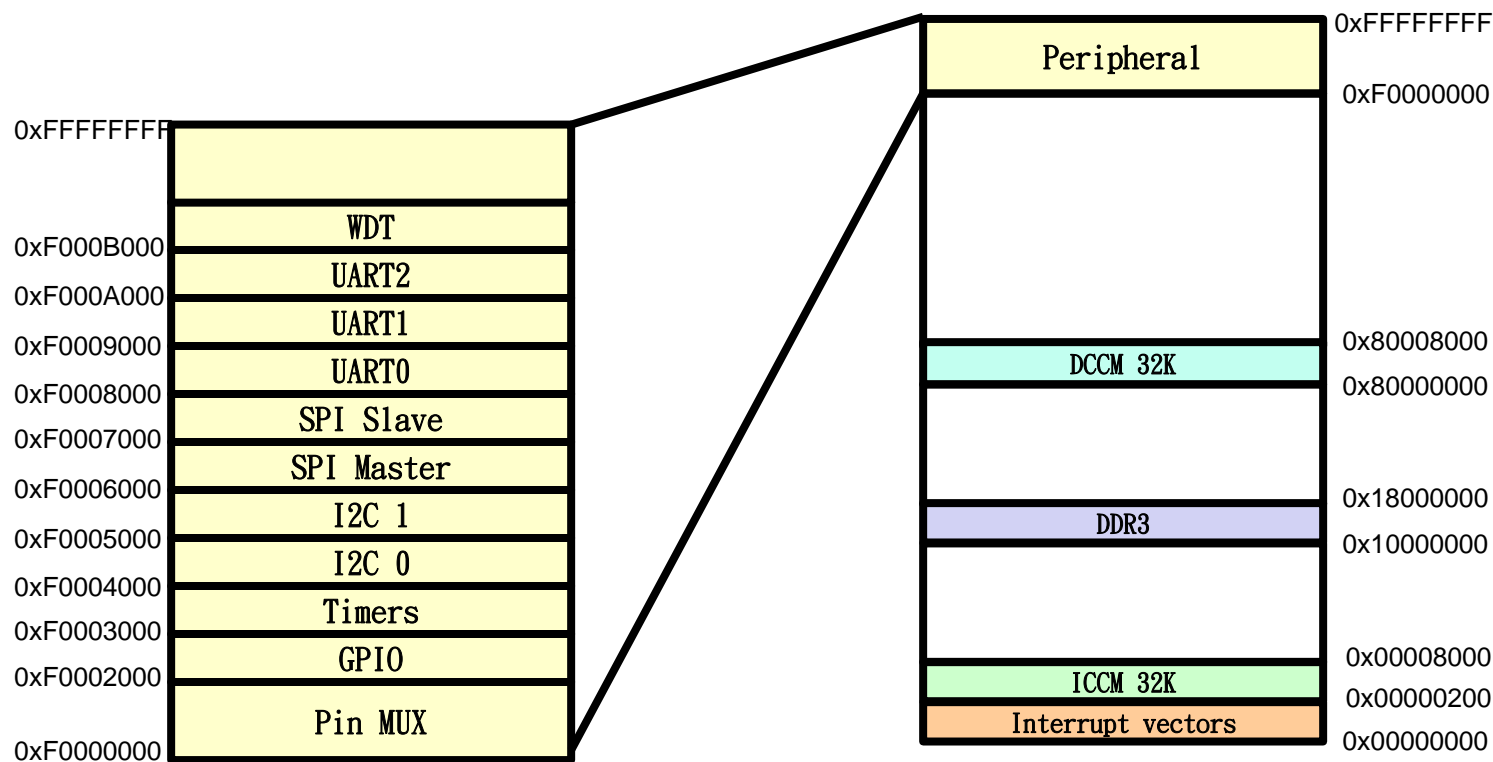 0xFFFFFFFF
Peripheral
0xF0000000
0xFFFFFFFF
WDT
0xF000B000
UART2
0xF000A000
UART1
0xF0009000
UART0
0xF0008000
SPI Slave
0xF0007000
SPI Master
0xF0006000
I2C 1
0xF0005000
I2C 0
0xF0004000
Timers
0xF0003000
GPIO
0xF0002000
Pin MUX
0xF0000000
0x80008000
DCCM 32K
0x80000000
0x18000000
DDR3
0x10000000
0x00008000
ICCM 32K
0x00000200
Interrupt vectors
0x00000000